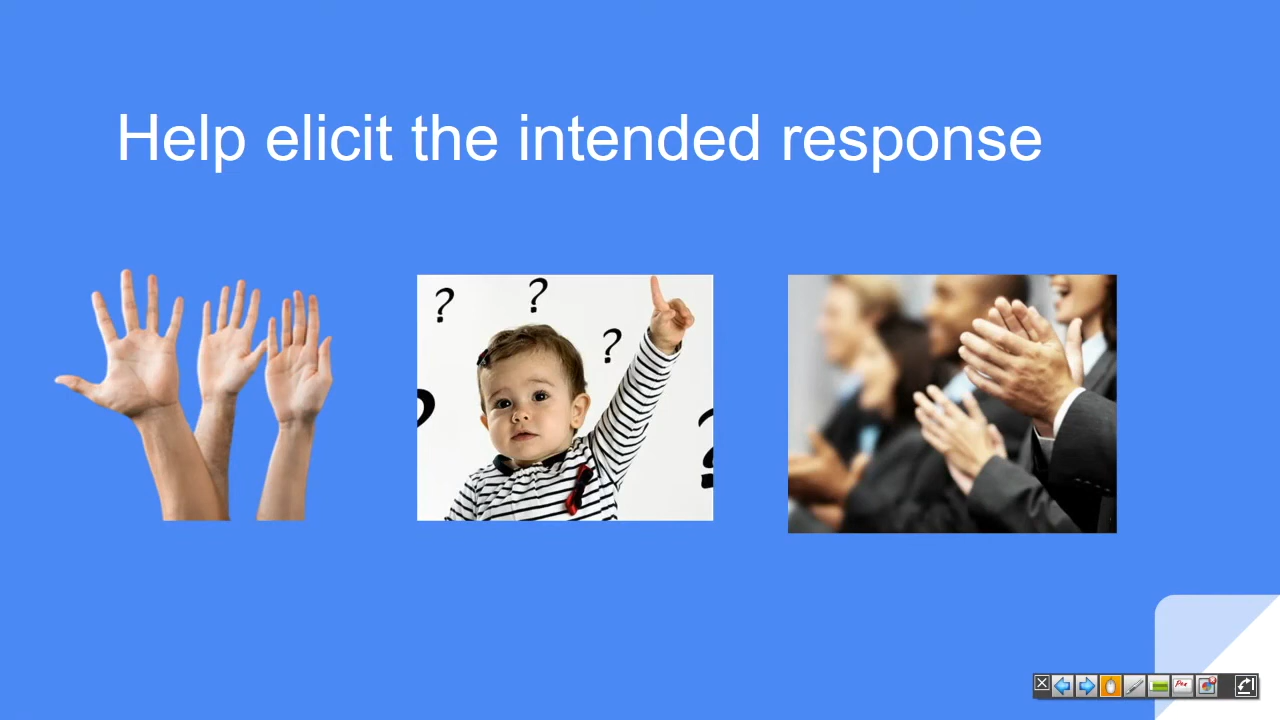 Help elicit the intended response
? ? ?
? ?